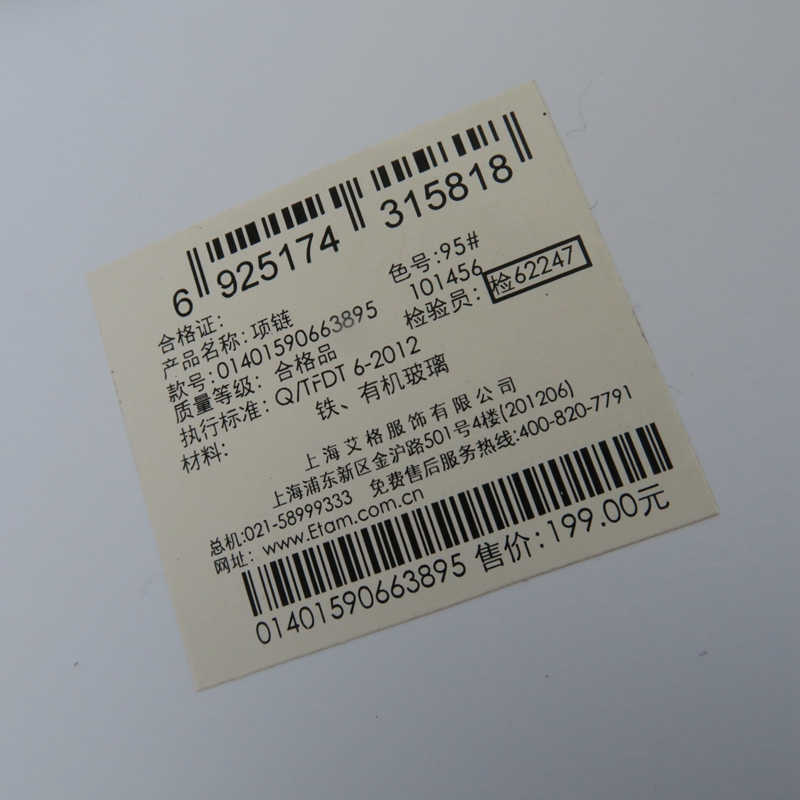 6 925174 315818
合格证:
产品名称: 项链 色号:95#
款号: 01401590663895 101456
质量等级: 合格品 检验员: 检62247
执行标准: Q/TFDT 6-2012
材料: 铁、有机玻璃
上海艾格服饰有限公司
上海浦东新区金沪路501号4楼(201206)
总机:021-58999333 免费售后服务热线:400-820-7791
网址: www.Etam.com.cn
01401590663895 售价:199.00元